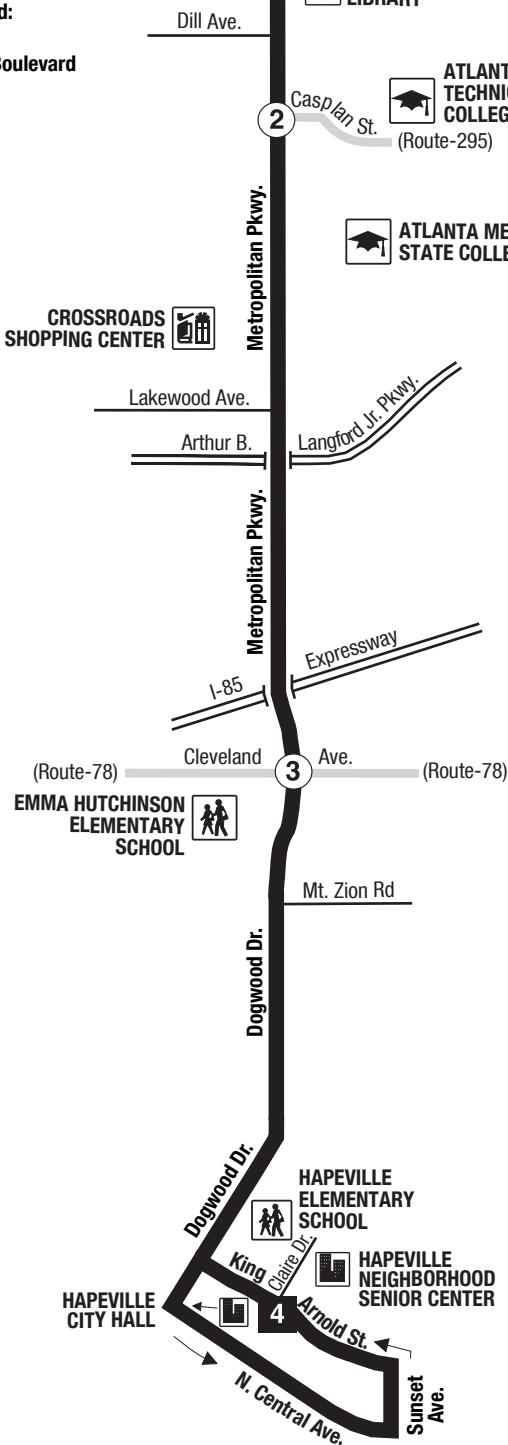 d:
LIBRARY
Dill Ave.
Boulevard
ATLANT
TECHNIC
COLLEG
2
Casplan St.
(Route-295)
Metropolitan Pkwy.
ATLANTA ME
STATE COLLE
CROSSROADS
SHOPPING CENTER
Lakewood Ave.
Arthur B.
Langford Jr. Pkwy.
Metropolitan Pkwy.
I-85
Expressway
(Route-78)
Cleveland
3
Ave.
(Route-78)
EMMA HUTCHINSON
ELEMENTARY
SCHOOL
Mt. Zion Rd
Dogwood Dr.
Dogwood Dr.
HAPEVILLE
ELEMENTARY
SCHOOL
King
Claire Dr.
HAPEVILLE
NEIGHBORHOOD
SENIOR CENTER
HAPEVILLE
CITY HALL
4
Arnold St.
N. Central Ave.
Sunset
Ave.